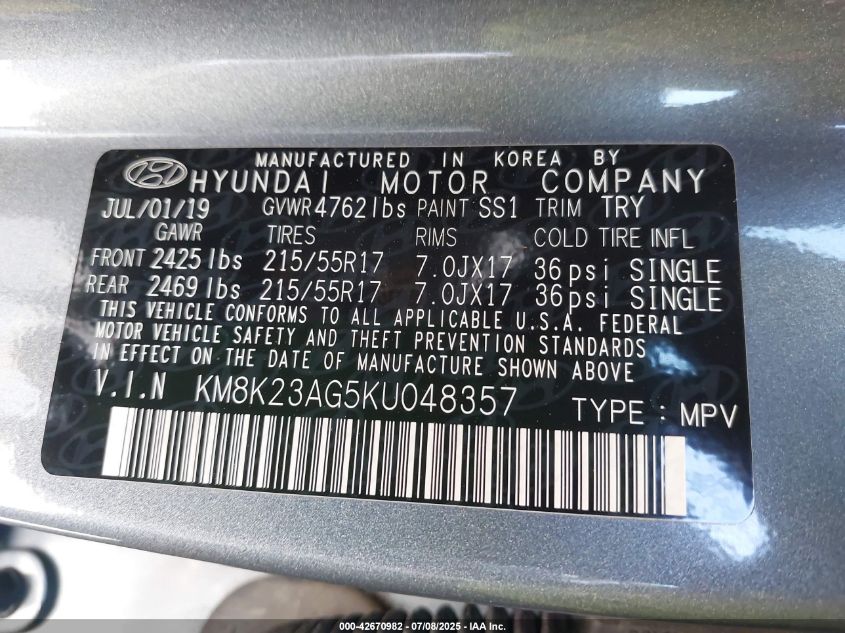 MANUFACTURED IN KOREA BY
HYUNDAI MOTOR COMPANY
JUL/01/19 GVWR 4762 lbs PAINT SS1 TRIM TRY
GAWR TIRES RIMS COLD TIRE INFL
FRONT 2425 lbs 215/55R17 7.0JX17 36 psi SINGLE
REAR 2469 lbs 215/55R17 7.0JX17 36 psi SINGLE
THIS VEHICLE CONFORMS TO ALL APPLICABLE U.S.A. FEDERAL
MOTOR VEHICLE SAFETY AND THEFT PREVENTION STANDARDS
IN EFFECT ON THE DATE OF MANUFACTURE SHOWN ABOVE.
V.I.N KM8K23AG5KU048357 TYPE : MPV
000-42670982 - 07/08/2025 - IAA, Inc.